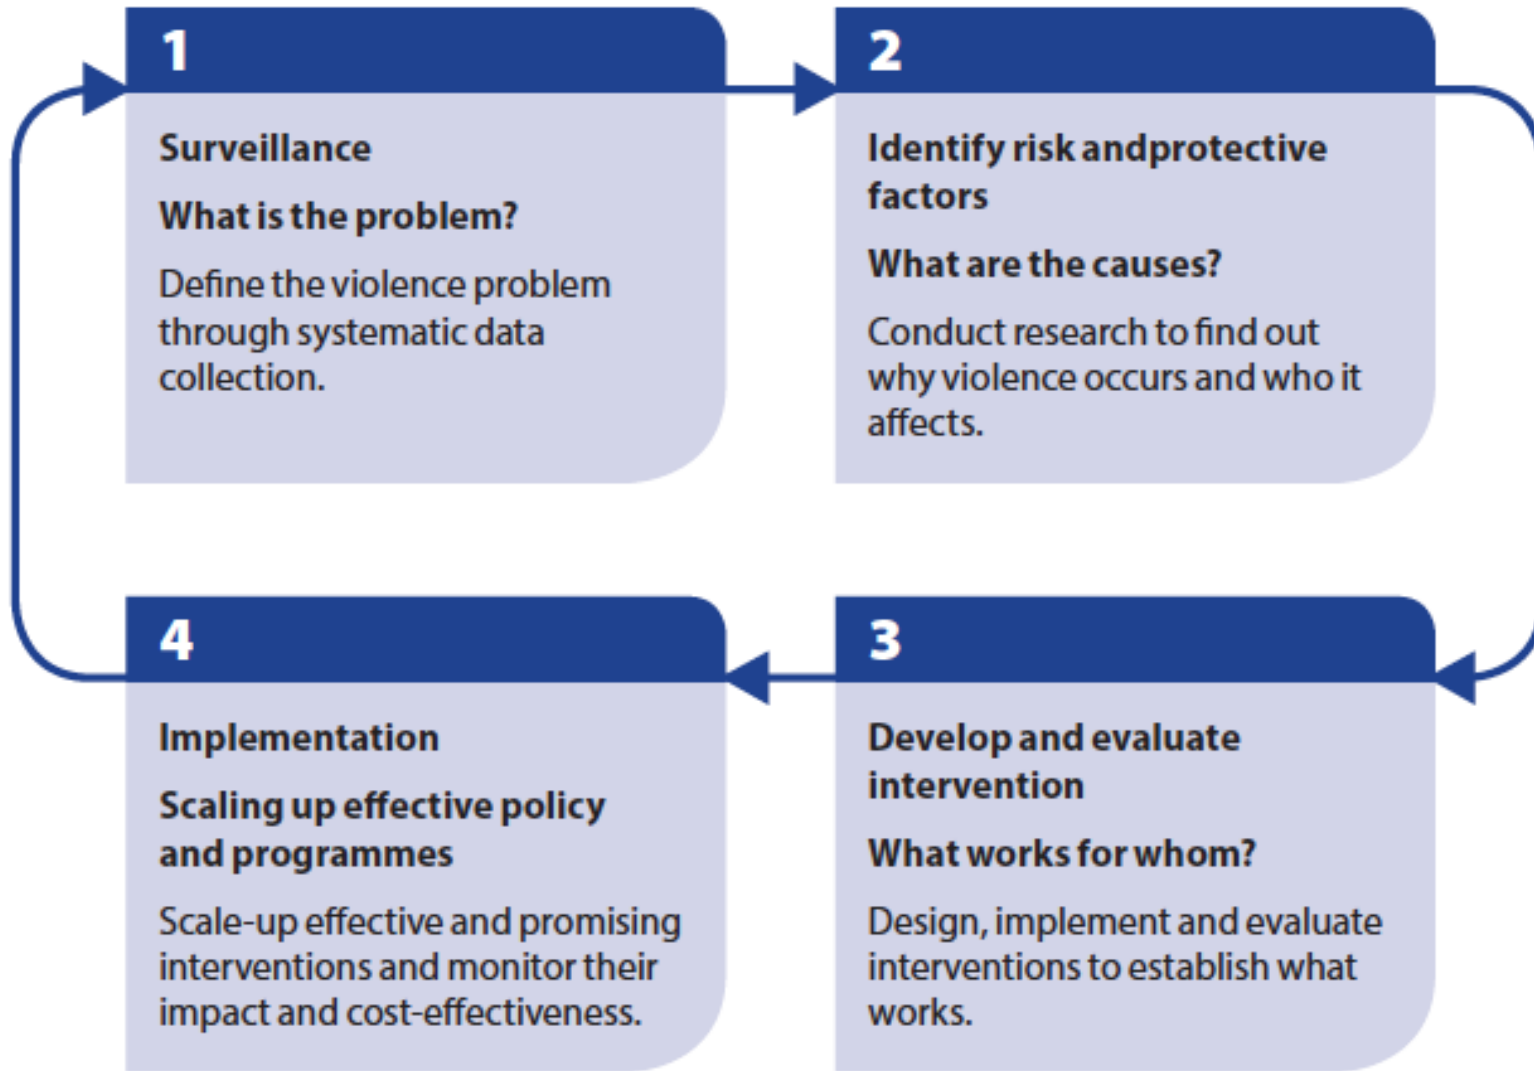 1
Surveillance
What is the problem?
Define the violence problem
through systematic data
collection.
2
Identify risk andprotective
factors
What are the causes?
Conduct research to find out
why violence occurs and who it
affects.
3
Develop and evaluate
intervention
What works for whom?
Design, implement and evaluate
interventions to establish what
works.
4
Implementation
Scaling up effective policy
and programmes
Scale-up effective and promising
interventions and monitor their
impact and cost-effectiveness.